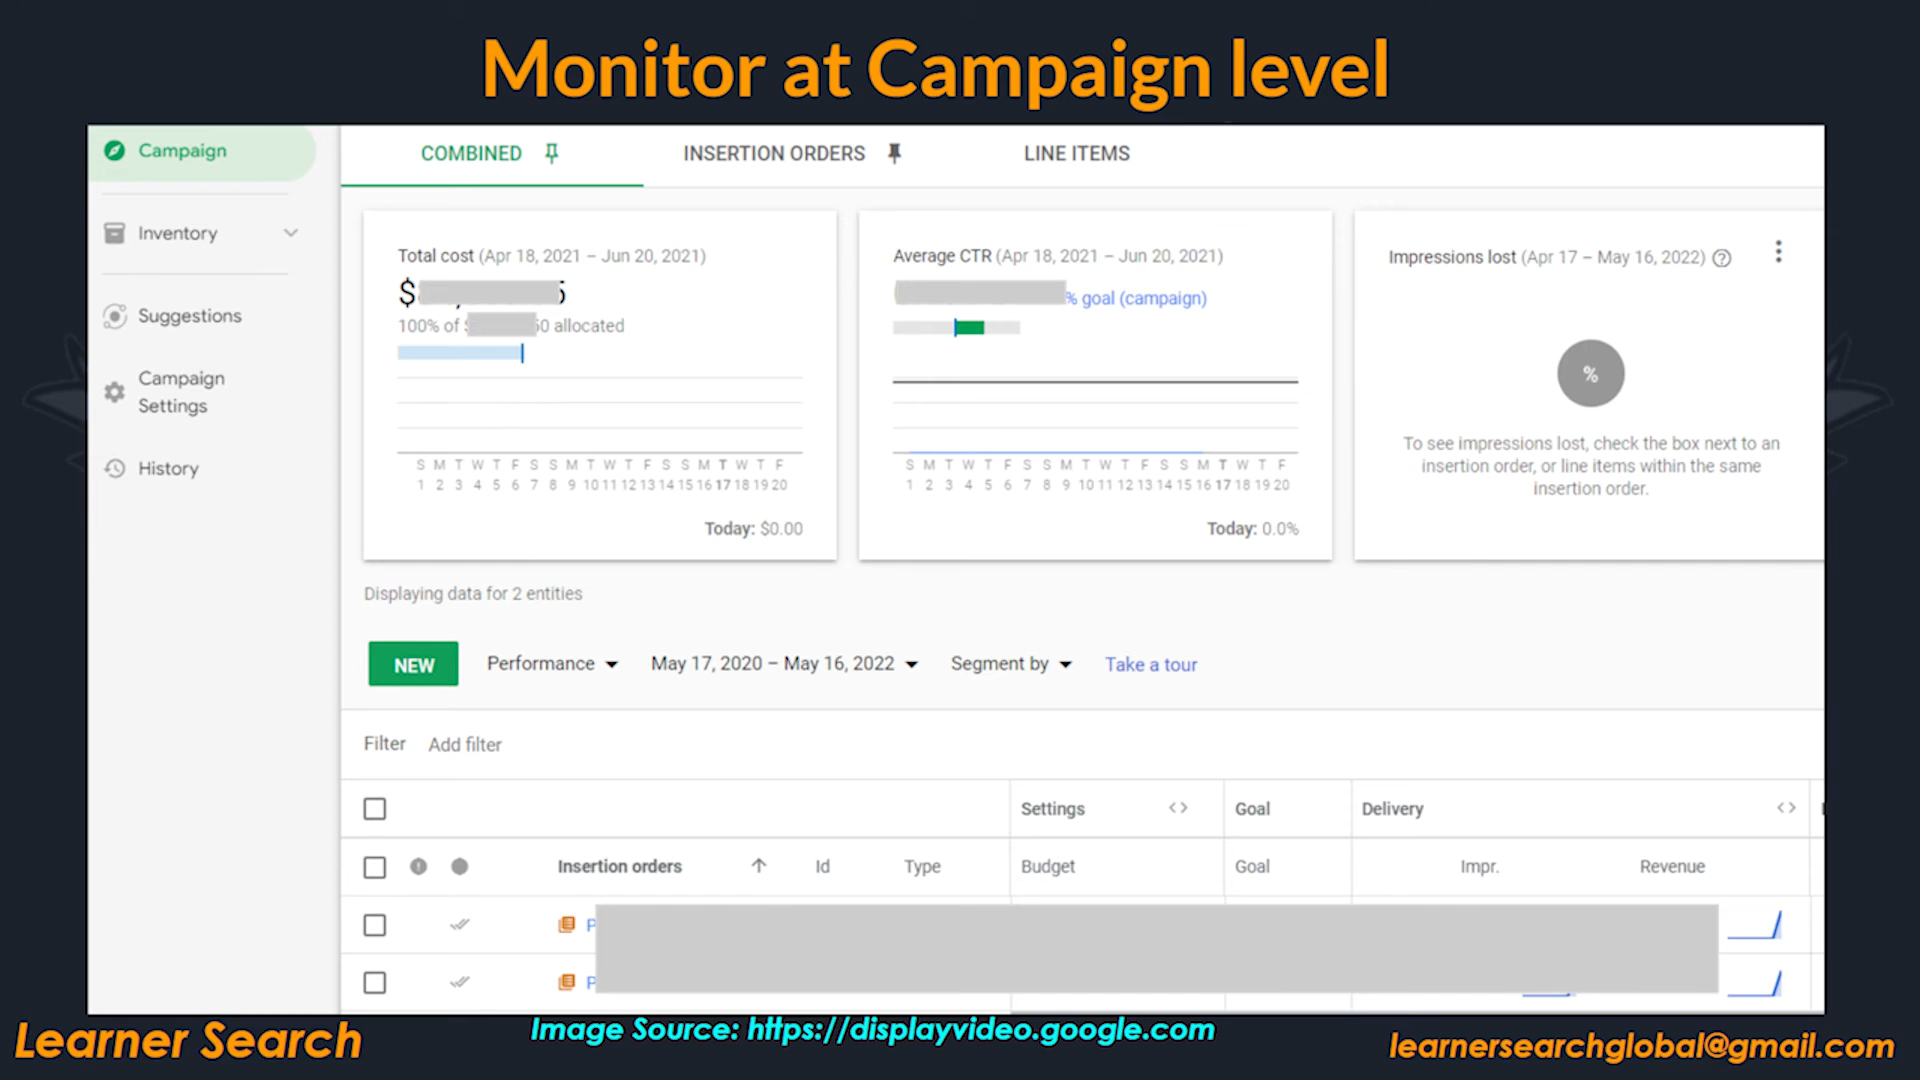 Monitor at Campaign level
Campaign
Inventory
Suggestions
Campaign
Settings
History
COMBINED
INSERTION ORDERS
LINE ITEMS
Total cost (Apr 18, 2021 – Jun 20, 2021)
$ 5
100% of $ 0 allocated
S M T W T F S S M T W T F S S M T W T F
1 2 3 4 5 6 7 8 9 10 11 12 13 14 15 16 17 18 19 20
Today: $0.00
Average CTR (Apr 18, 2021 – Jun 20, 2021)
% goal (campaign)
S M T W T F S S M T W T F S S M T W T F
1 2 3 4 5 6 7 8 9 10 11 12 13 14 15 16 17 18 19 20
Today: 0.0%
Impressions lost (Apr 17 – May 16, 2022)
%
To see impressions lost, check the box next to an
insertion order, or line items within the same
insertion order.
Displaying data for 2 entities
NEW
Performance
May 17, 2020 – May 16, 2022
Segment by
Take a tour
Filter
Add filter
Settings
Goal
Delivery
Insertion orders
Id
Type
Budget
Goal
Impr.
Revenue
P
P
Learner Search
Image Source: https://displayvideo.google.com
learnersearchglobal@gmail.com